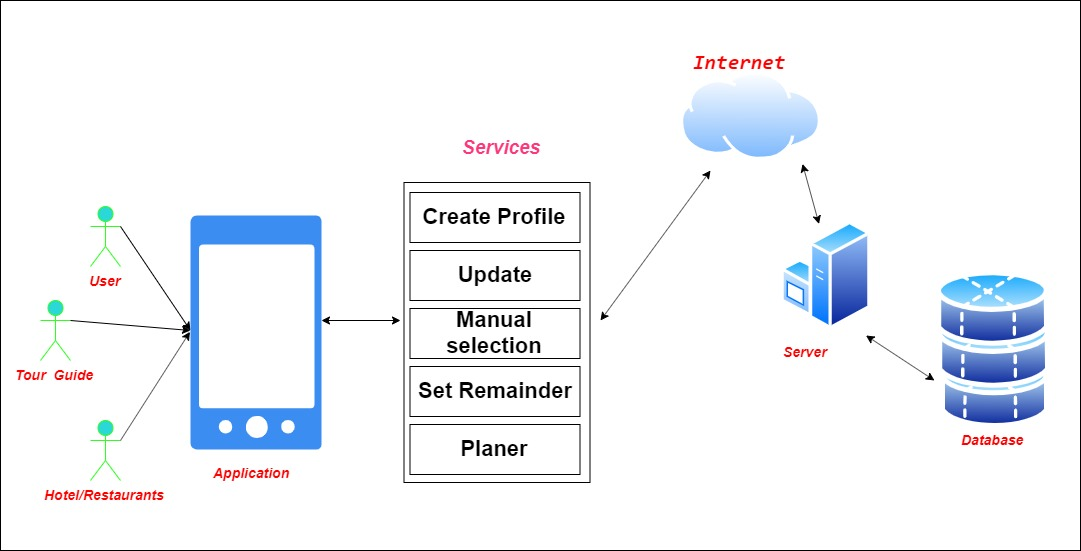 Internet
Services
Create Profile
Update
Manual
selection
Set Remainder
Planer
User
Tour Guide
Hotel/Restaurants
Application
Server
Database